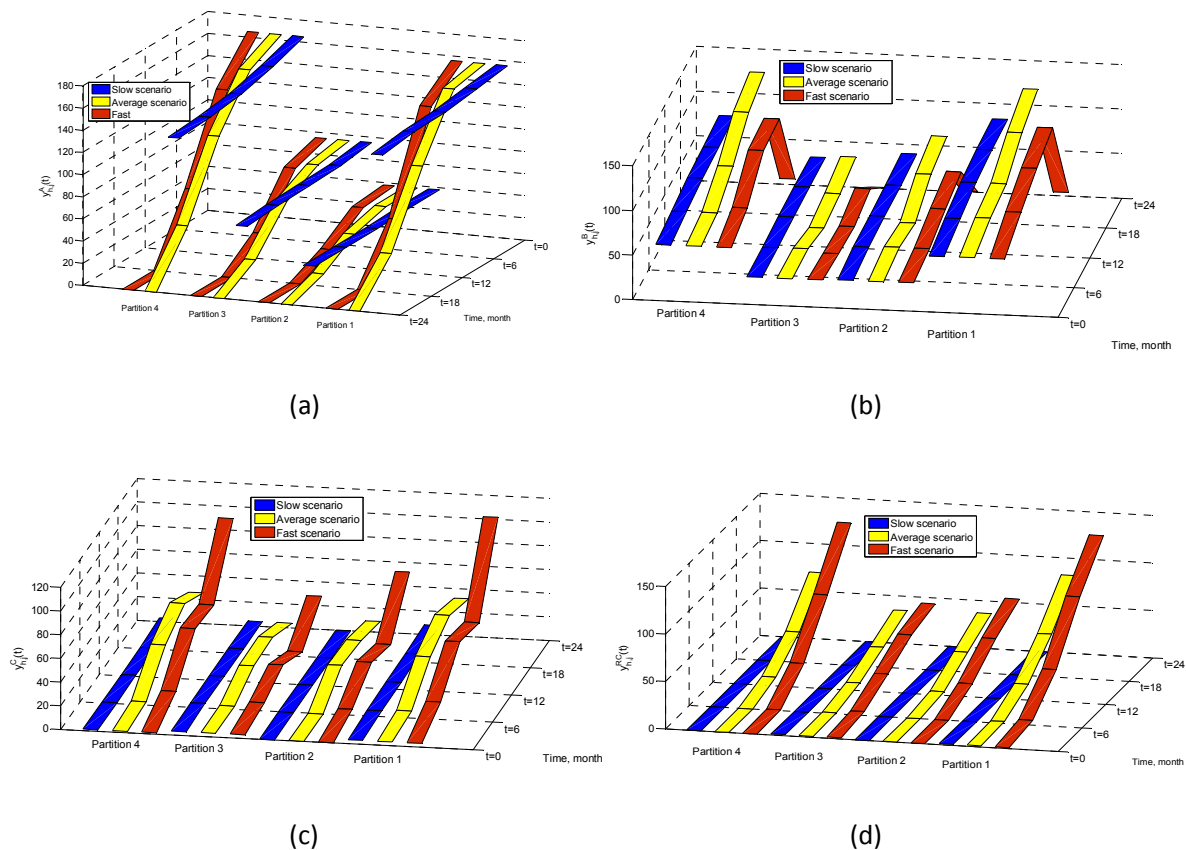 180
160
140
120
100
80
60
40
20
0
y_{h,j}^A(t)
Slow scenario
Average scenario
Fast
Partition 4
Partition 3
Partition 2
Partition 1
t=0
t=6
t=12
t=18
t=24
Time, month
(a)
150
100
50
0
y_{h,j}^B(t)
Slow scenario
Average scenario
Fast scenario
Partition 4
Partition 3
Partition 2
Partition 1
t=24
t=18
t=12
t=6
t=0
Time, month
(b)
120
100
80
60
40
20
0
y_{h,j}^C(t)
Slow scenario
Average scenario
Fast scenario
Partition 4
Partition 3
Partition 2
Partition 1
t=24
t=18
t=12
t=6
t=0
Time, month
(c)
150
100
50
0
y_{h,j}^{RC}(t)
Slow scenario
Average scenario
Fast scenario
Partition 4
Partition 3
Partition 2
Partition 1
t=24
t=18
t=12
t=6
t=0
Time, month
(d)